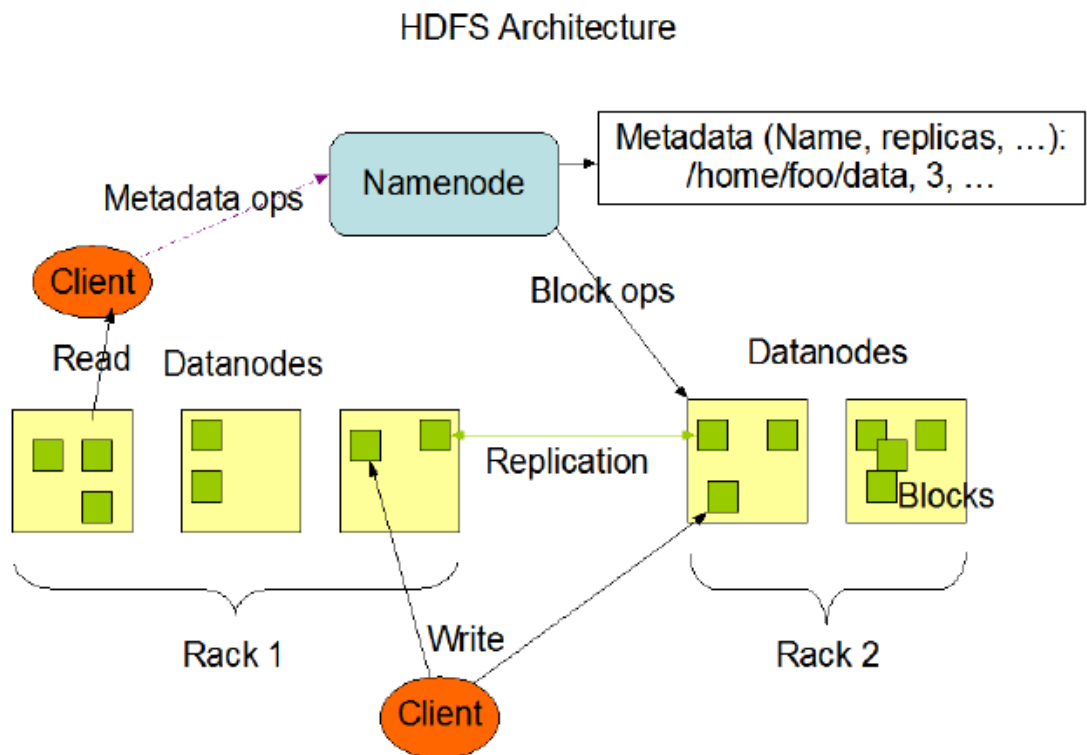 HDFS Architecture
Metadata (Name, replicas, ...):
/home/foo/data, 3, ...
Namenode
Metadata ops
Client
Block ops
Read
Datanodes
Datanodes
Replication
Blocks
Rack 1
Write
Rack 2
Client